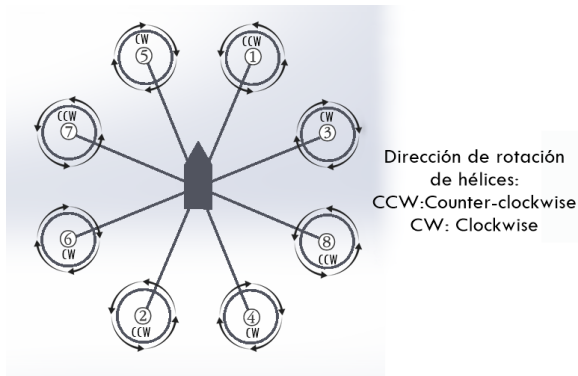 CW
⑤
CCW
①
CCW
⑦
CW
③
⑥
CW
⑧
CCW
②
CCW
④
CW
Dirección de rotación
de hélices:
CCW:Counter-clockwise
CW: Clockwise